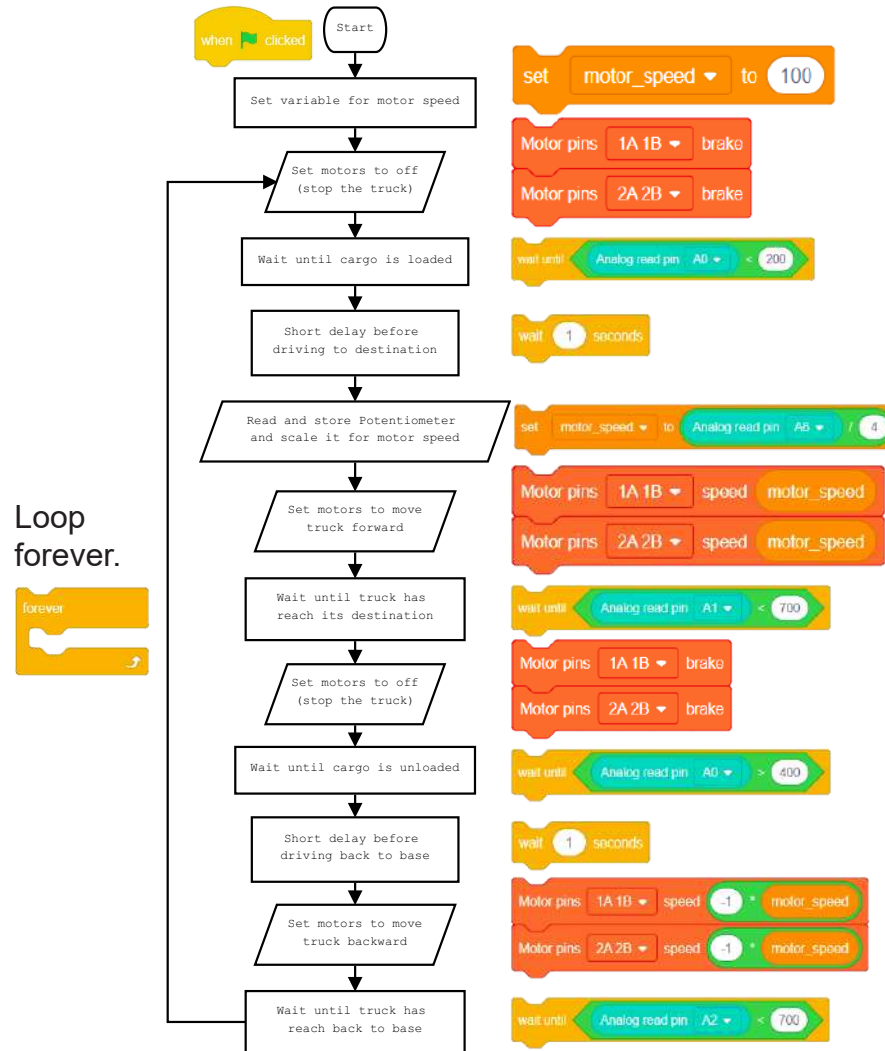 when clicked
Start
set motor_speed to 100
Set variable for motor speed
Motor pins 1A 1B brake
Set motors to off
(stop the truck)
Motor pins 2A 2B brake
Wait until cargo is loaded
wait until Analog read pin A0 < 200
Short delay before
driving to destination
wait 1 seconds
Read and store Potentiometer
and scale it for motor speed
set motor_speed to Analog read pin A6 / 4
Motor pins 1A 1B speed motor_speed
Set motors to move
truck forward
Motor pins 2A 2B speed motor_speed
Loop
forever.
forever
Wait until truck has
reach its destination
wait until Analog read pin A1 < 700
Motor pins 1A 1B brake
Set motors to off
(stop the truck)
Motor pins 2A 2B brake
Wait until cargo is unloaded
wait until Analog read pin A0 > 400
Short delay before
driving back to base
wait 1 seconds
Motor pins 1A 1B speed -1 * motor_speed
Set motors to move
truck backward
Motor pins 2A 2B speed -1 * motor_speed
Wait until truck has
reach back to base
wait until Analog read pin A2 < 700